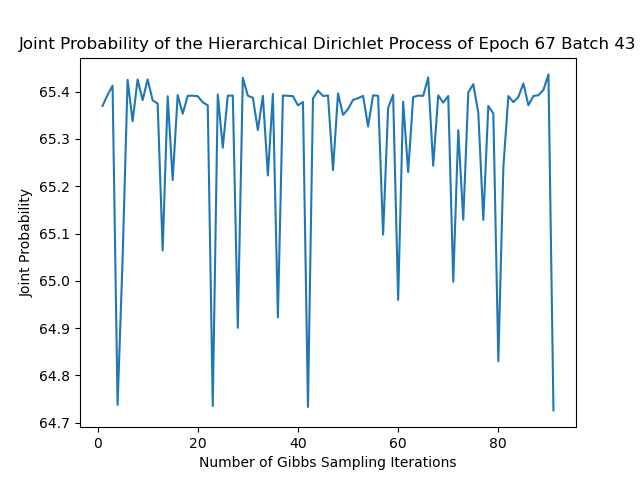 Joint Probability of the Hierarchical Dirichlet Process of Epoch 67 Batch 43
65.4
65.3
65.2
65.1
65.0
64.9
64.8
64.7
Joint Probability
0 20 40 60 80
Number of Gibbs Sampling Iterations